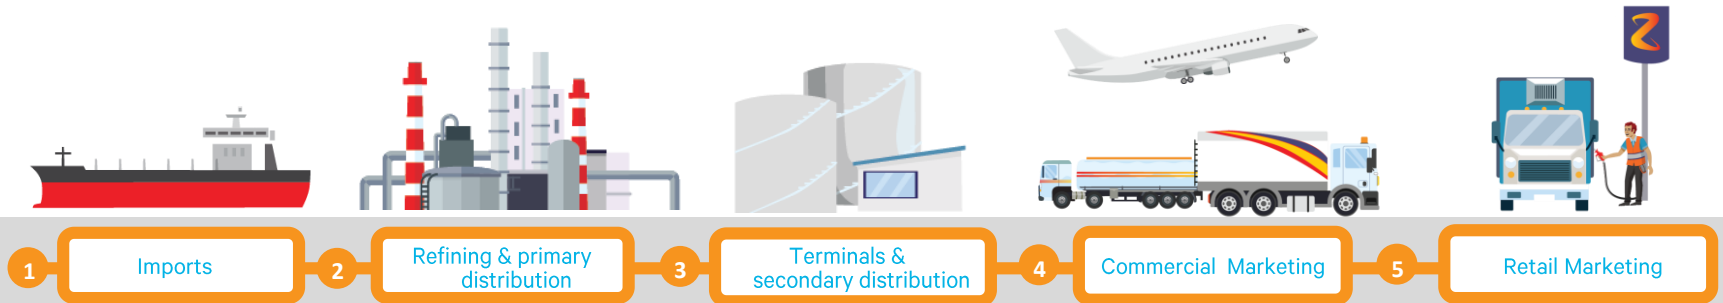 1
Imports
2
Refining & primary
distribution
3
Terminals &
secondary distribution
4
Commercial Marketing
5
Retail Marketing
Z